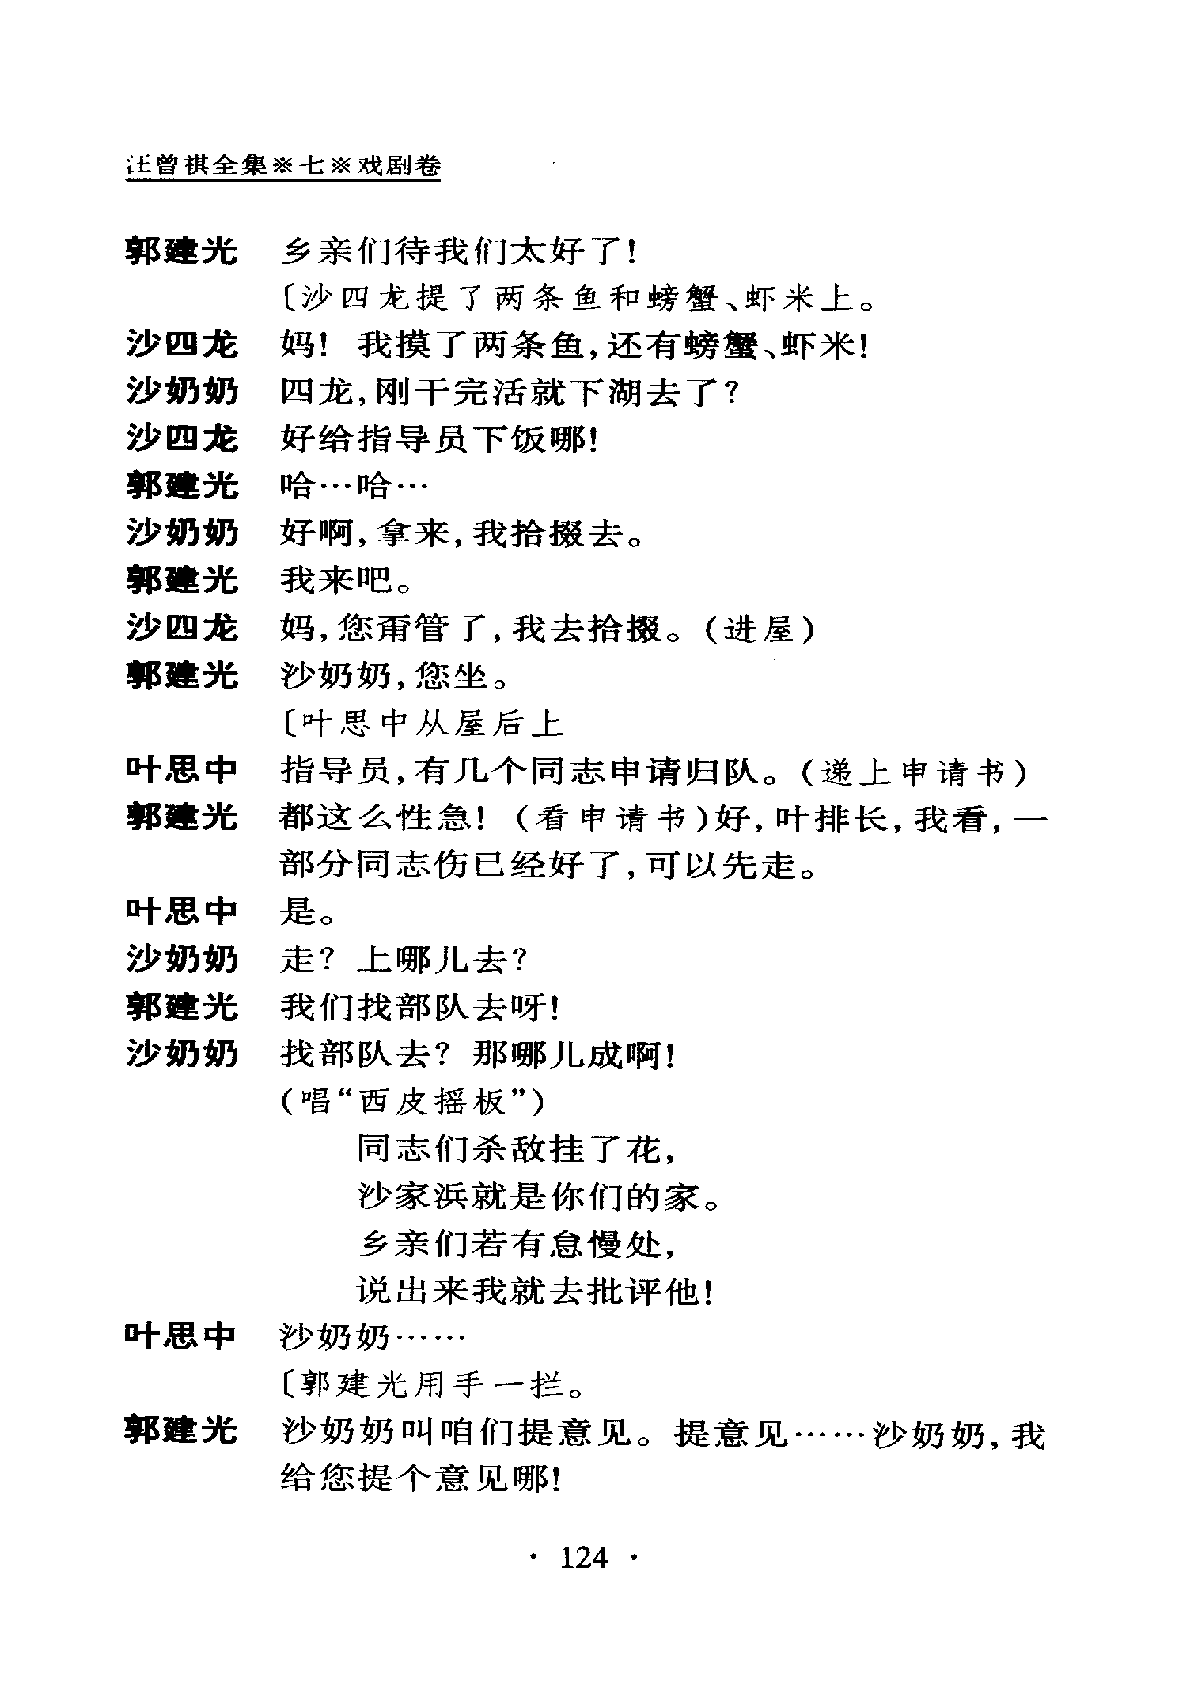 汪曾祺全集※七※戏剧卷
郭建光 乡亲们待我们太好了!
〔沙四龙提了两条鱼和螃蟹、虾米上。
沙四龙 妈! 我摸了两条鱼,还有螃蟹、虾米!
沙奶奶 四龙,刚干完活就下湖去了?
沙四龙 好给指导员下饭哪!
郭建光 哈…哈…
沙奶奶 好啊,拿来,我拾掇去。
郭建光 我来吧。
沙四龙 妈,您甭管了,我去拾掇。(进屋)
郭建光 沙奶奶,您坐。
〔叶思中从屋后上
叶思中 指导员,有几个同志申请归队。(递上申请书)
郭建光 都这么性急! (看申请书)好,叶排长,我看,一
部分同志伤已经好了,可以先走。
叶思中 是。
沙奶奶 走? 上哪儿去?
郭建光 我们找部队去呀!
沙奶奶 找部队去? 那哪儿成啊!
(唱“西皮摇板”)
同志们杀敌挂了花,
沙家浜就是你们的家。
乡亲们若有怠慢处,
说出来我就去批评他!
叶思中 沙奶奶……
〔郭建光用手一拦。
郭建光 沙奶奶叫咱们提意见。提意见……沙奶奶,我
给您提个意见哪!
· 124 ·